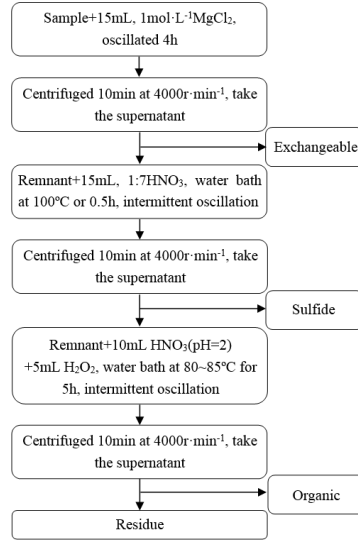 Sample+15mL, 1mol·L⁻¹MgCl₂,
oscillated 4h
Centrifuged 10min at 4000r·min⁻¹, take
the supernatant
Exchangeable
Remnant+15mL, 1:7HNO₃, water bath
at 100℃ or 0.5h, intermittent oscillation
Centrifuged 10min at 4000r·min⁻¹, take
the supernatant
Sulfide
Remnant+10mL HNO₃(pH=2)
+5mL H₂O₂, water bath at 80~85℃ for
5h, intermittent oscillation
Centrifuged 10min at 4000r·min⁻¹, take
the supernatant
Organic
Residue